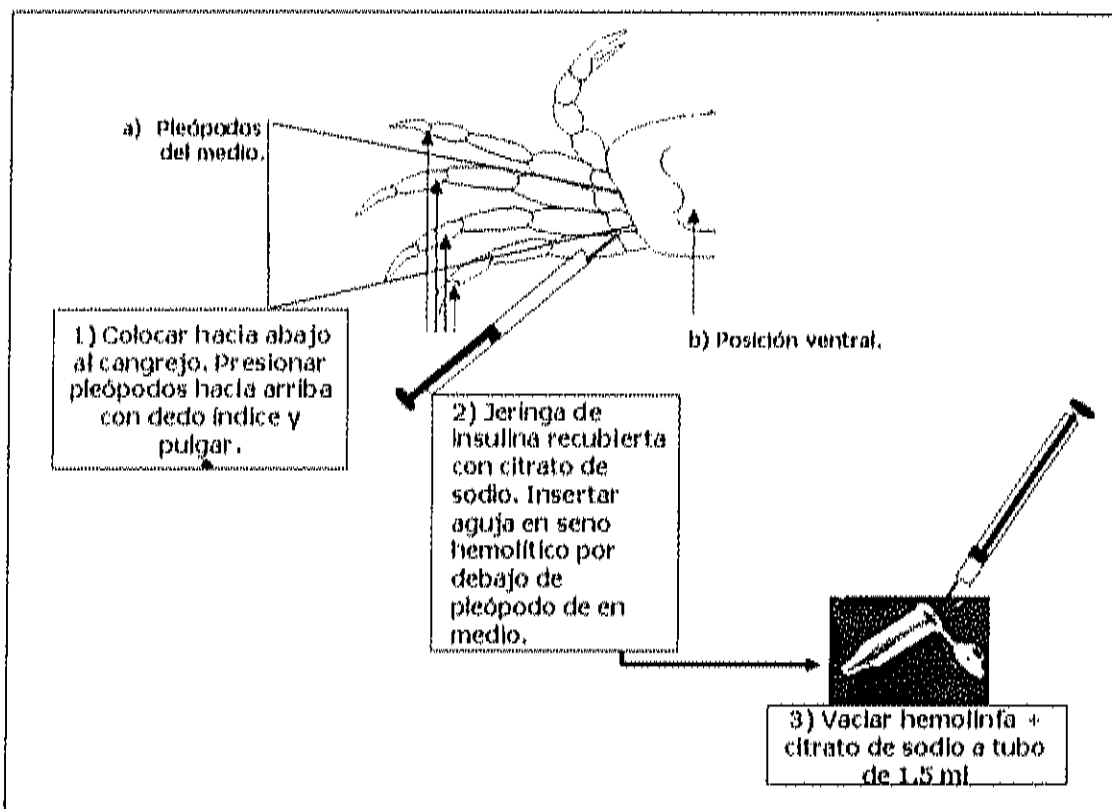 a) Pleópodos
del medio.
1) Colocar hacia abajo
al cangrejo. Presionar
pleópodos hacia arriba
con dedo índice y
pulgar.
b) Posición ventral.
2) Jeringa de
insulina recubierta
con citrato de
sodio. Insertar
aguja en seno
hemolítico por
debajo de
pleópodo de en
medio.
3) Vaciar hemolinfa +
citrato de sodio a tubo
de 1.5 ml